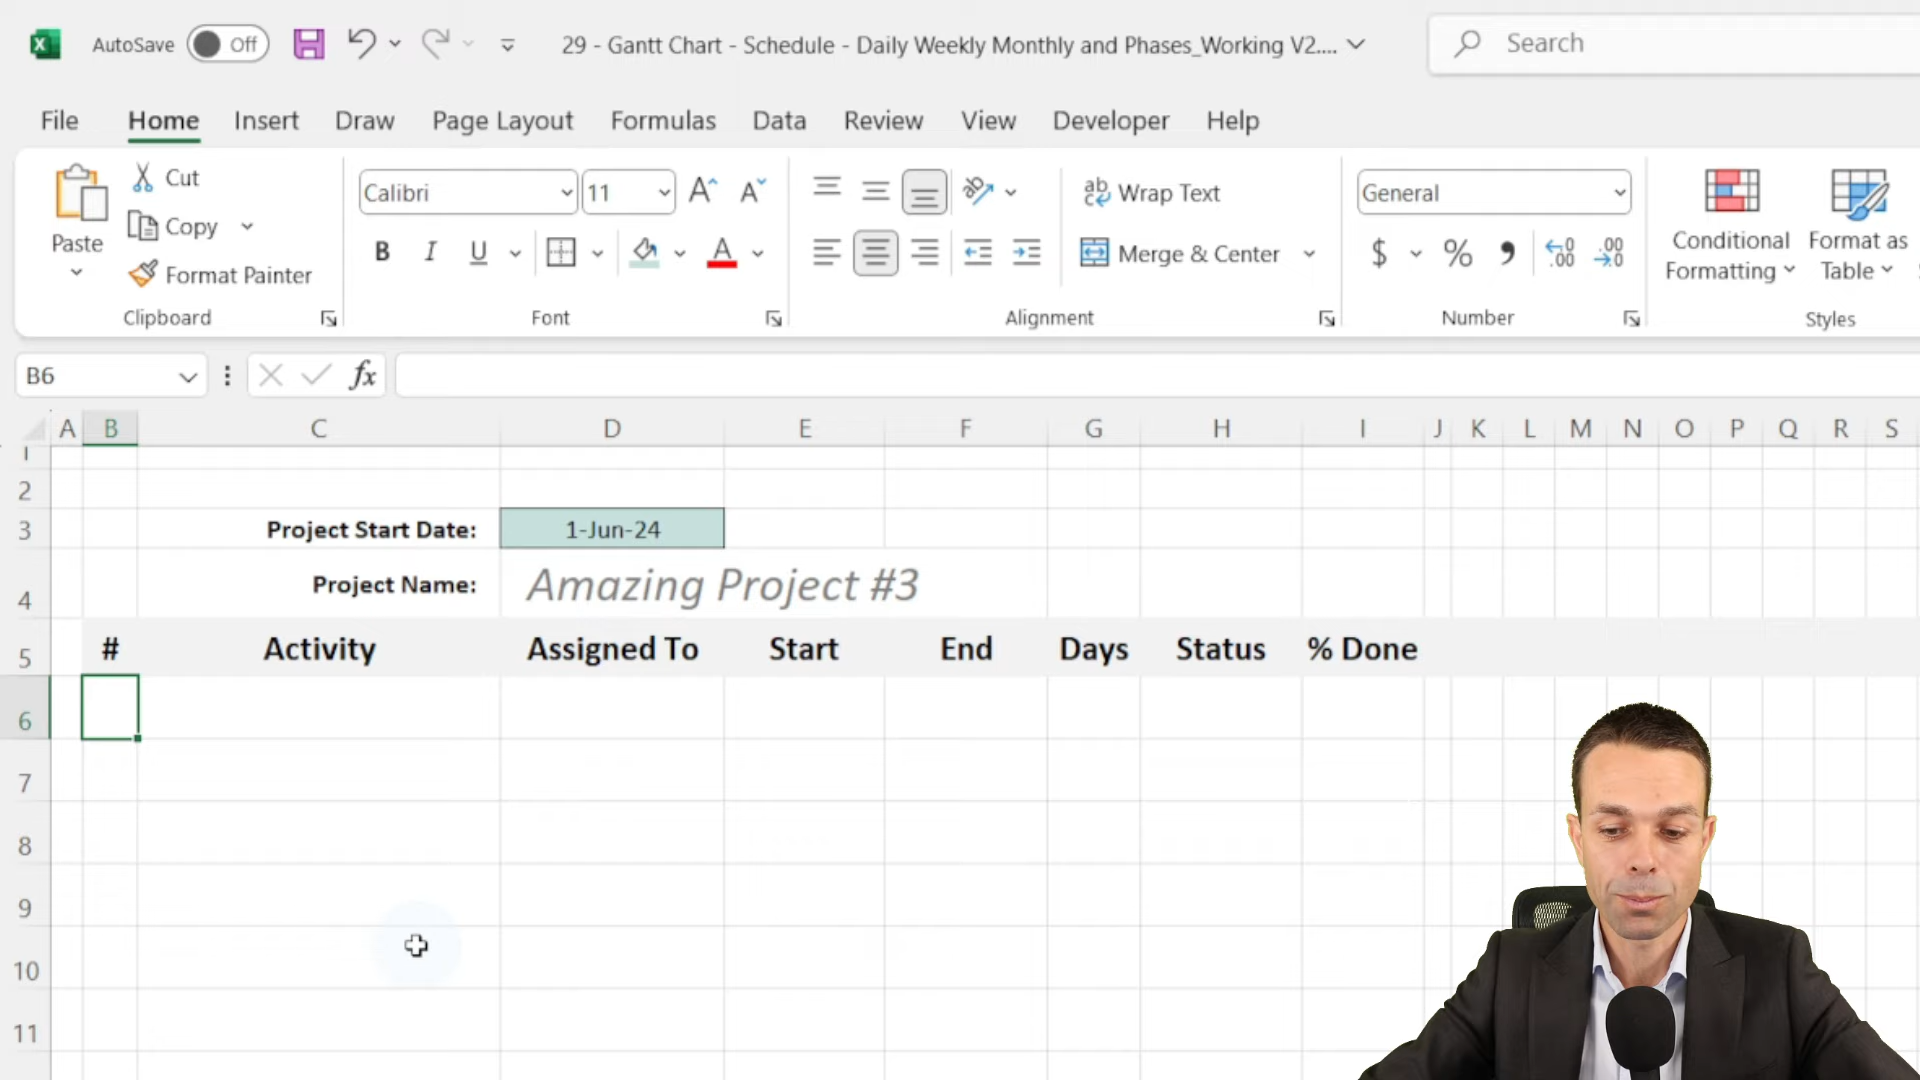 AutoSave Off 29 - Gantt Chart - Schedule - Daily Weekly Monthly and Phases_Working V2.... Search
File Home Insert Draw Page Layout Formulas Data Review View Developer Help
Paste
Cut
Copy
Format Painter
Clipboard
Calibri 11
B I U A
Font
Wrap Text
Merge & Center
Alignment
General
$ % 9
Number
Conditional Formatting
Format as Table
Styles
B6 fx
A B C D E F G H I J K L M N O P Q R S
1
2
3 Project Start Date: 1-Jun-24
4 Project Name: Amazing Project #3
5 # Activity Assigned To Start End Days Status % Done
6
7
8
9
10
11